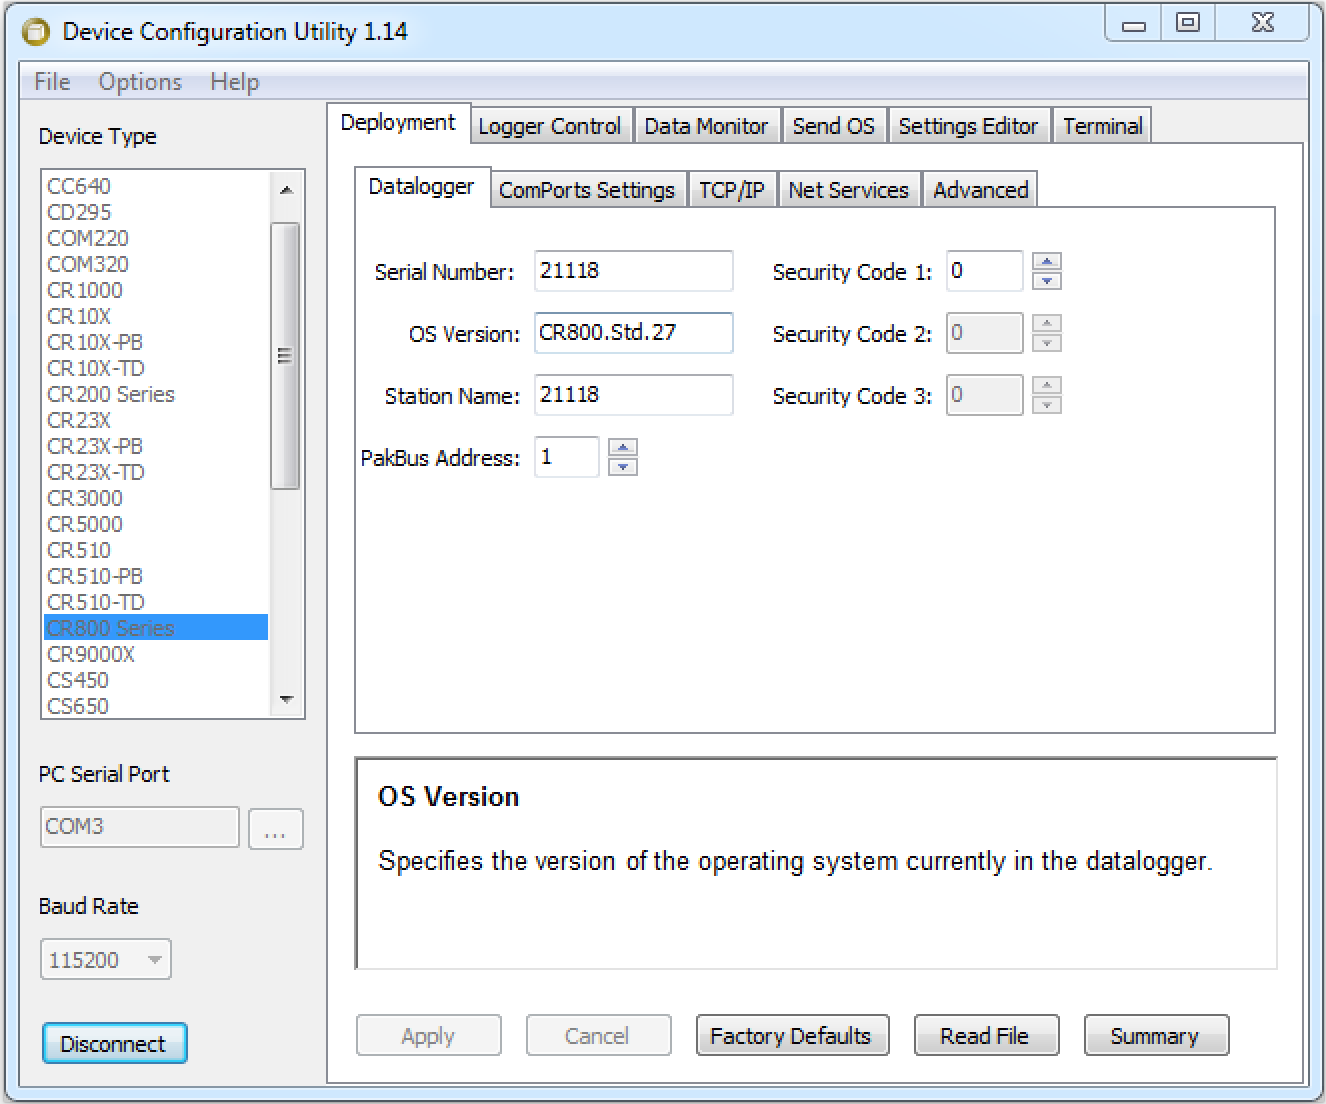 Device Configuration Utility 1.14
File Options Help
Device Type
CC640
CD295
COM220
COM320
CR1000
CR10X
CR10X-PB
CR10X-TD
CR200 Series
CR23X
CR23X-PB
CR23X-TD
CR3000
CR5000
CR510
CR510-PB
CR510-TD
CR800 Series
CR9000X
CS450
CS650
PC Serial Port
COM3 ...
Baud Rate
115200
Disconnect
Deployment Logger Control Data Monitor Send OS Settings Editor Terminal
Datalogger ComPorts Settings TCP/IP Net Services Advanced
Serial Number: 21118 Security Code 1: 0
OS Version: CR800.Std.27 Security Code 2: 0
Station Name: 21118 Security Code 3: 0
PakBus Address: 1
OS Version
Specifies the version of the operating system currently in the datalogger.
Apply Cancel Factory Defaults Read File Summary